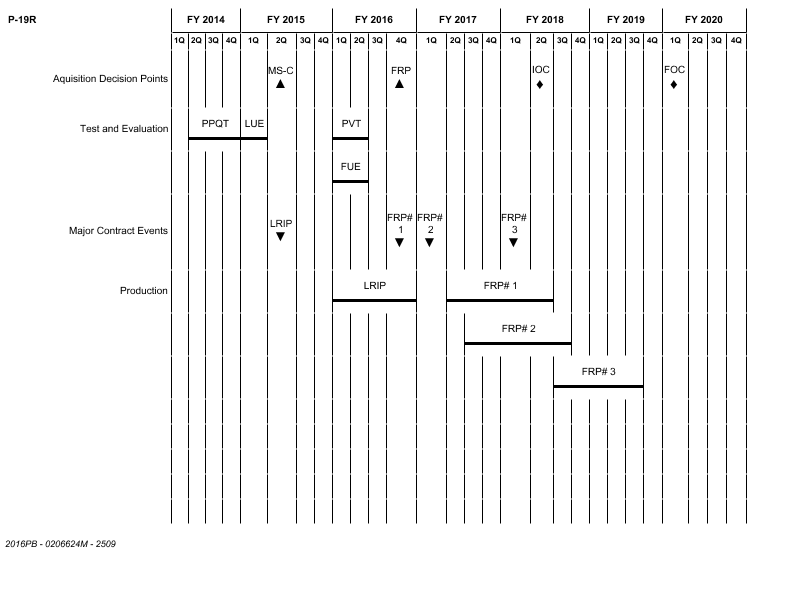 P-19R
FY 2014 FY 2015 FY 2016 FY 2017 FY 2018 FY 2019 FY 2020
1Q 2Q 3Q 4Q 1Q 2Q 3Q 4Q 1Q 2Q 3Q 4Q 1Q 2Q 3Q 4Q 1Q 2Q 3Q 4Q 1Q 2Q 3Q 4Q 1Q 2Q 3Q 4Q
MS-C FRP IOC FOC
Aquisition Decision Points
PPQT LUE PVT
Test and Evaluation
FUE
LRIP FRP# 1 FRP# 2 FRP# 3
Major Contract Events
LRIP FRP# 1
Production
FRP# 2
FRP# 3
2016PB - 0206624M - 2509